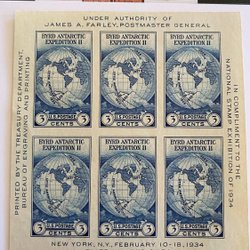 UNDER AUTHORITY OF
JAMES A. FARLEY, POSTMASTER GENERAL
PRINTED BY THE TREASURY DEPARTMENT,
BUREAU OF ENGRAVING AND PRINTING
IN COMPLIMENT TO THE
NATIONAL STAMP EXHIBITION OF 1934
BYRD ANTARCTIC
EXPEDITION II
U.S. POSTAGE
3 CENTS 3
BYRD ANTARCTIC
EXPEDITION II
U.S. POSTAGE
3 CENTS 3
BYRD ANTARCTIC
EXPEDITION II
U.S. POSTAGE
3 CENTS 3
BYRD ANTARCTIC
EXPEDITION II
U.S. POSTAGE
3 CENTS 3
BYRD ANTARCTIC
EXPEDITION II
U.S. POSTAGE
3 CENTS 3
BYRD ANTARCTIC
EXPEDITION II
U.S. POSTAGE
3 CENTS 3
NEW YORK, N.Y., FEBRUARY 10-18, 1934